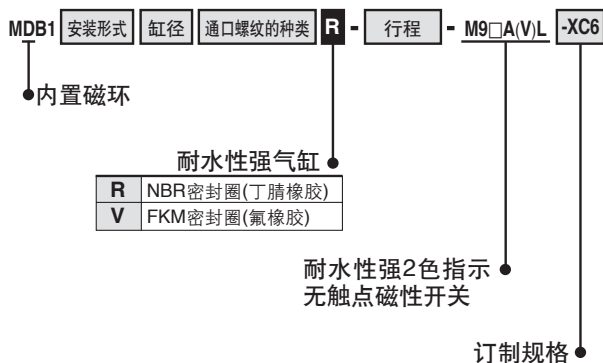 MDB1 安装形式 缸径 通口螺纹的种类 R - 行程 - M9□A(V)L -XC6
内置磁环
耐水性强气缸
R NBR密封圈(丁腈橡胶)
V FKM密封圈(氟橡胶)
耐水性强2色指示
无触点磁性开关
订制规格